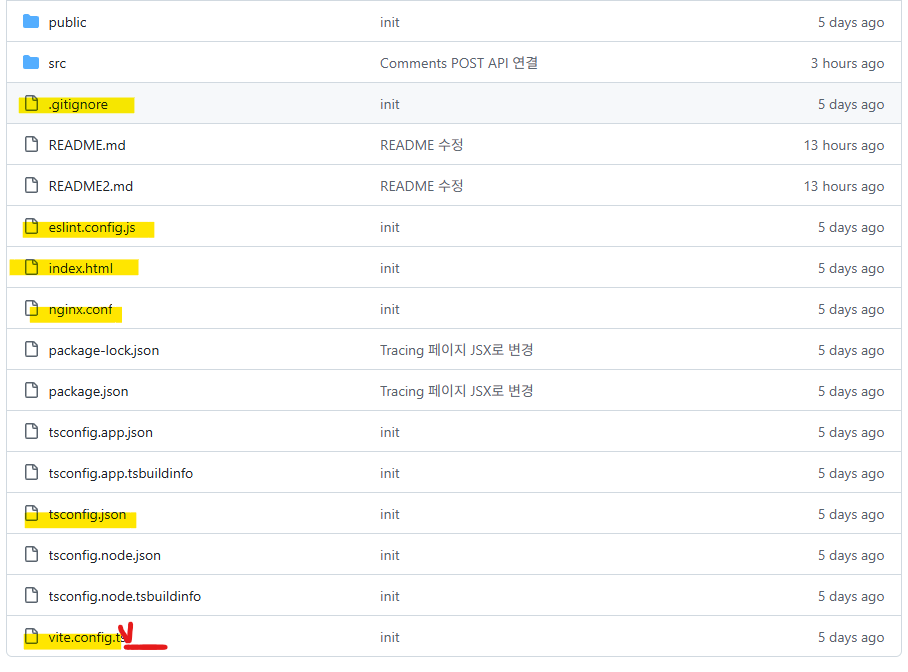 public init 5 days ago
src Comments POST API 연결 3 hours ago
.gitignore init 5 days ago
README.md README 수정 13 hours ago
README2.md README 수정 13 hours ago
eslint.config.js init 5 days ago
index.html init 5 days ago
nginx.conf init 5 days ago
package-lock.json Tracing 페이지 JSX로 변경 5 days ago
package.json Tracing 페이지 JSX로 변경 5 days ago
tsconfig.app.json init 5 days ago
tsconfig.app.tsbuildinfo init 5 days ago
tsconfig.json init 5 days ago
tsconfig.node.json init 5 days ago
tsconfig.node.tsbuildinfo init 5 days ago
vite.config.ts init 5 days ago